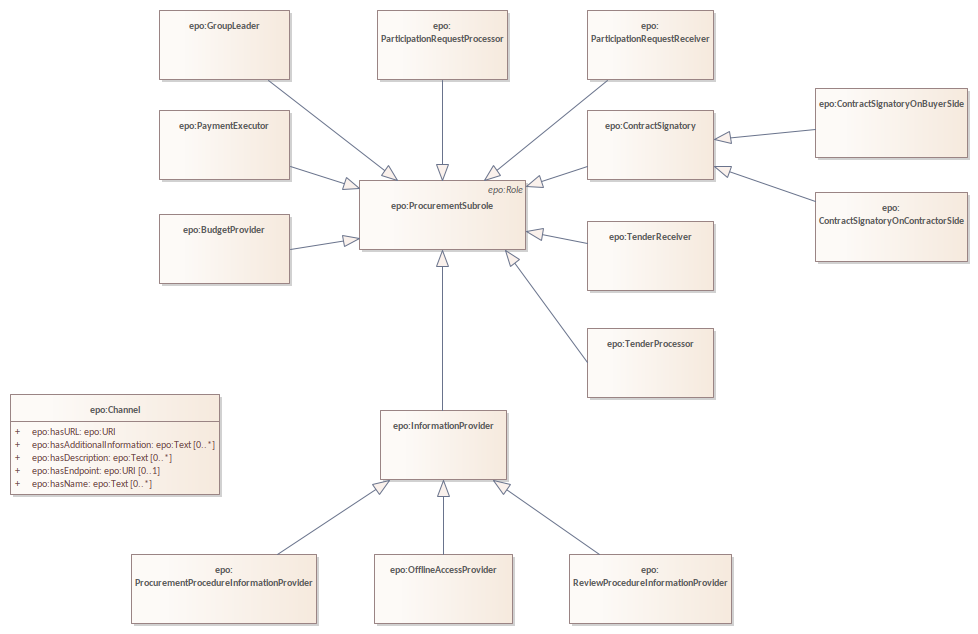 epo:GroupLeader
epo:
ParticipationRequestProcessor
epo:
ParticipationRequestReceiver
epo:PaymentExecutor
epo:ContractSignatory
epo:ContractSignatoryOnBuyerSide
epo:Role
epo:ProcurementSubrole
epo:
ContractSignatoryOnContractorSide
epo:BudgetProvider
epo:TenderReceiver
epo:TenderProcessor
epo:Channel
+ epo:hasURL: epo:URI
+ epo:hasAdditionalInformation: epo:Text [0..*]
+ epo:hasDescription: epo:Text [0..*]
+ epo:hasEndpoint: epo:URI [0..1]
+ epo:hasName: epo:Text [0..*]
epo:InformationProvider
epo:
ProcurementProcedureInformationProvider
epo:OfflineAccessProvider
epo:
ReviewProcedureInformationProvider